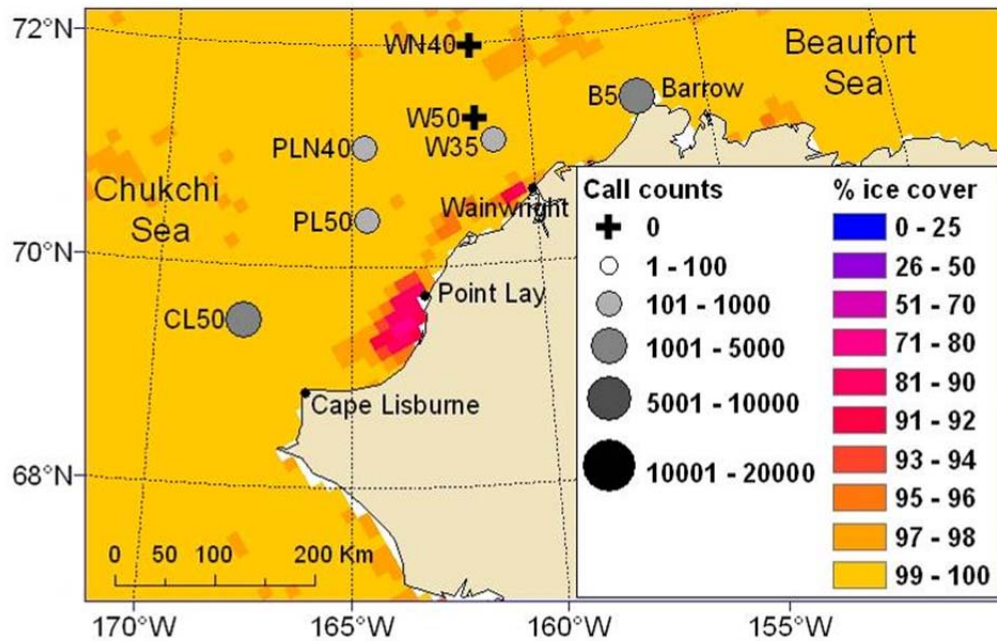 72°N
WN40
Beaufort
Sea
B5
Barrow
W50
W35
PLN40
Chukchi
Sea
Wainwright
PL50
70°N
Point Lay
CL50
Cape Lisburne
68°N
0 50 100 200 Km
170°W 165°W 160°W 155°W
Call counts
0
1 - 100
101 - 1000
1001 - 5000
5001 - 10000
10001 - 20000
% ice cover
0 - 25
26 - 50
51 - 70
71 - 80
81 - 90
91 - 92
93 - 94
95 - 96
97 - 98
99 - 100